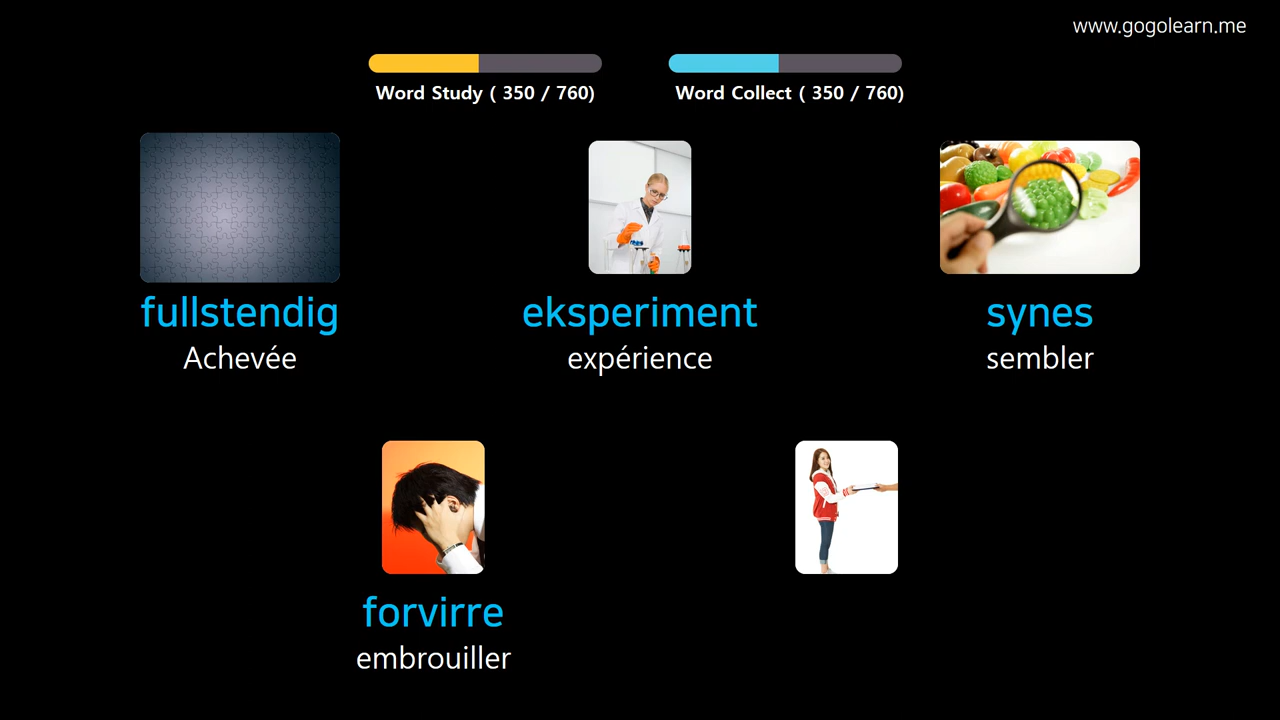 www.gogolearn.me
Word Study ( 350 / 760)
Word Collect ( 350 / 760)
fullstendig
Achevée
eksperiment
expérience
synes
sembler
forvirre
embrouiller